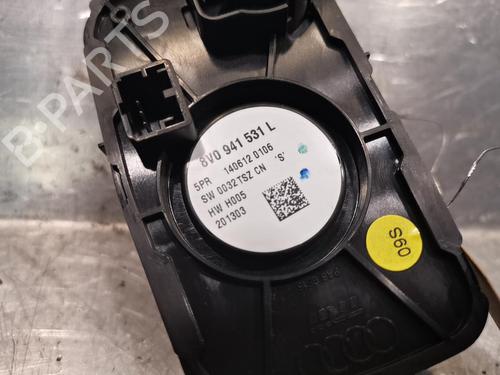 8V0 941 531 L
5PR 140612 0106
SW 0032TSZ CN 'S'
HW H005
201303
S60
B-PARTS